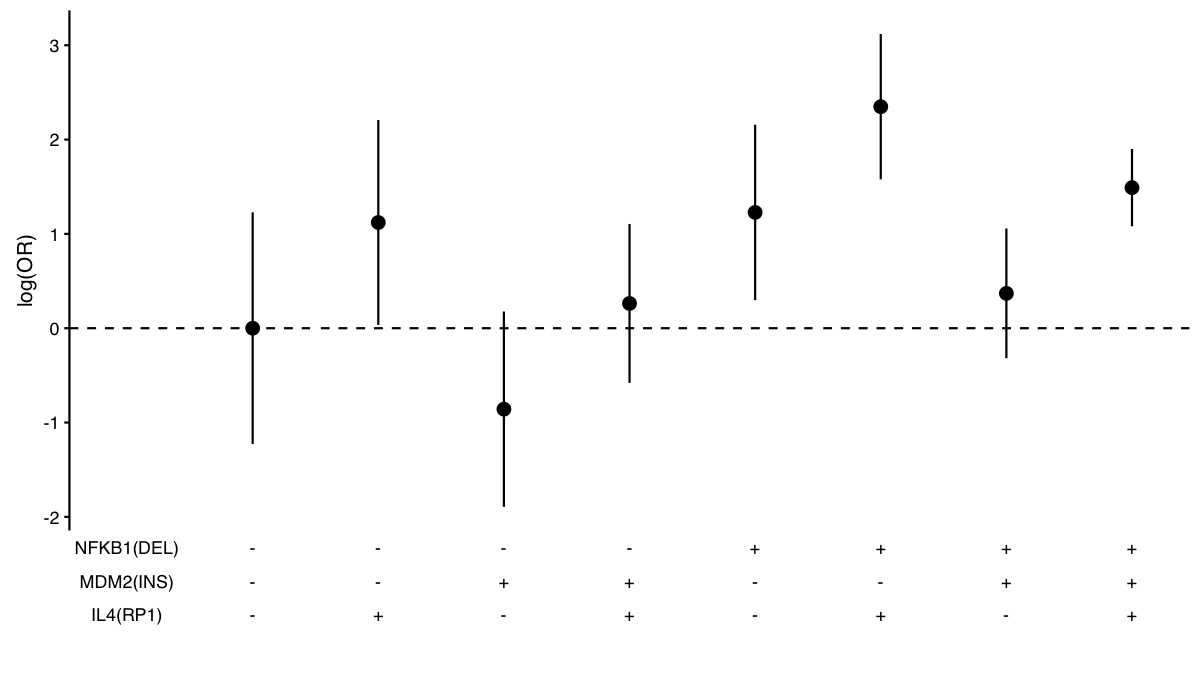 3
2
1
0
-1
-2
log(OR)
NFKB1(DEL) - - - - + + + +
MDM2(INS) - - + + - - + +
IL4(RP1) - + - + - + - +